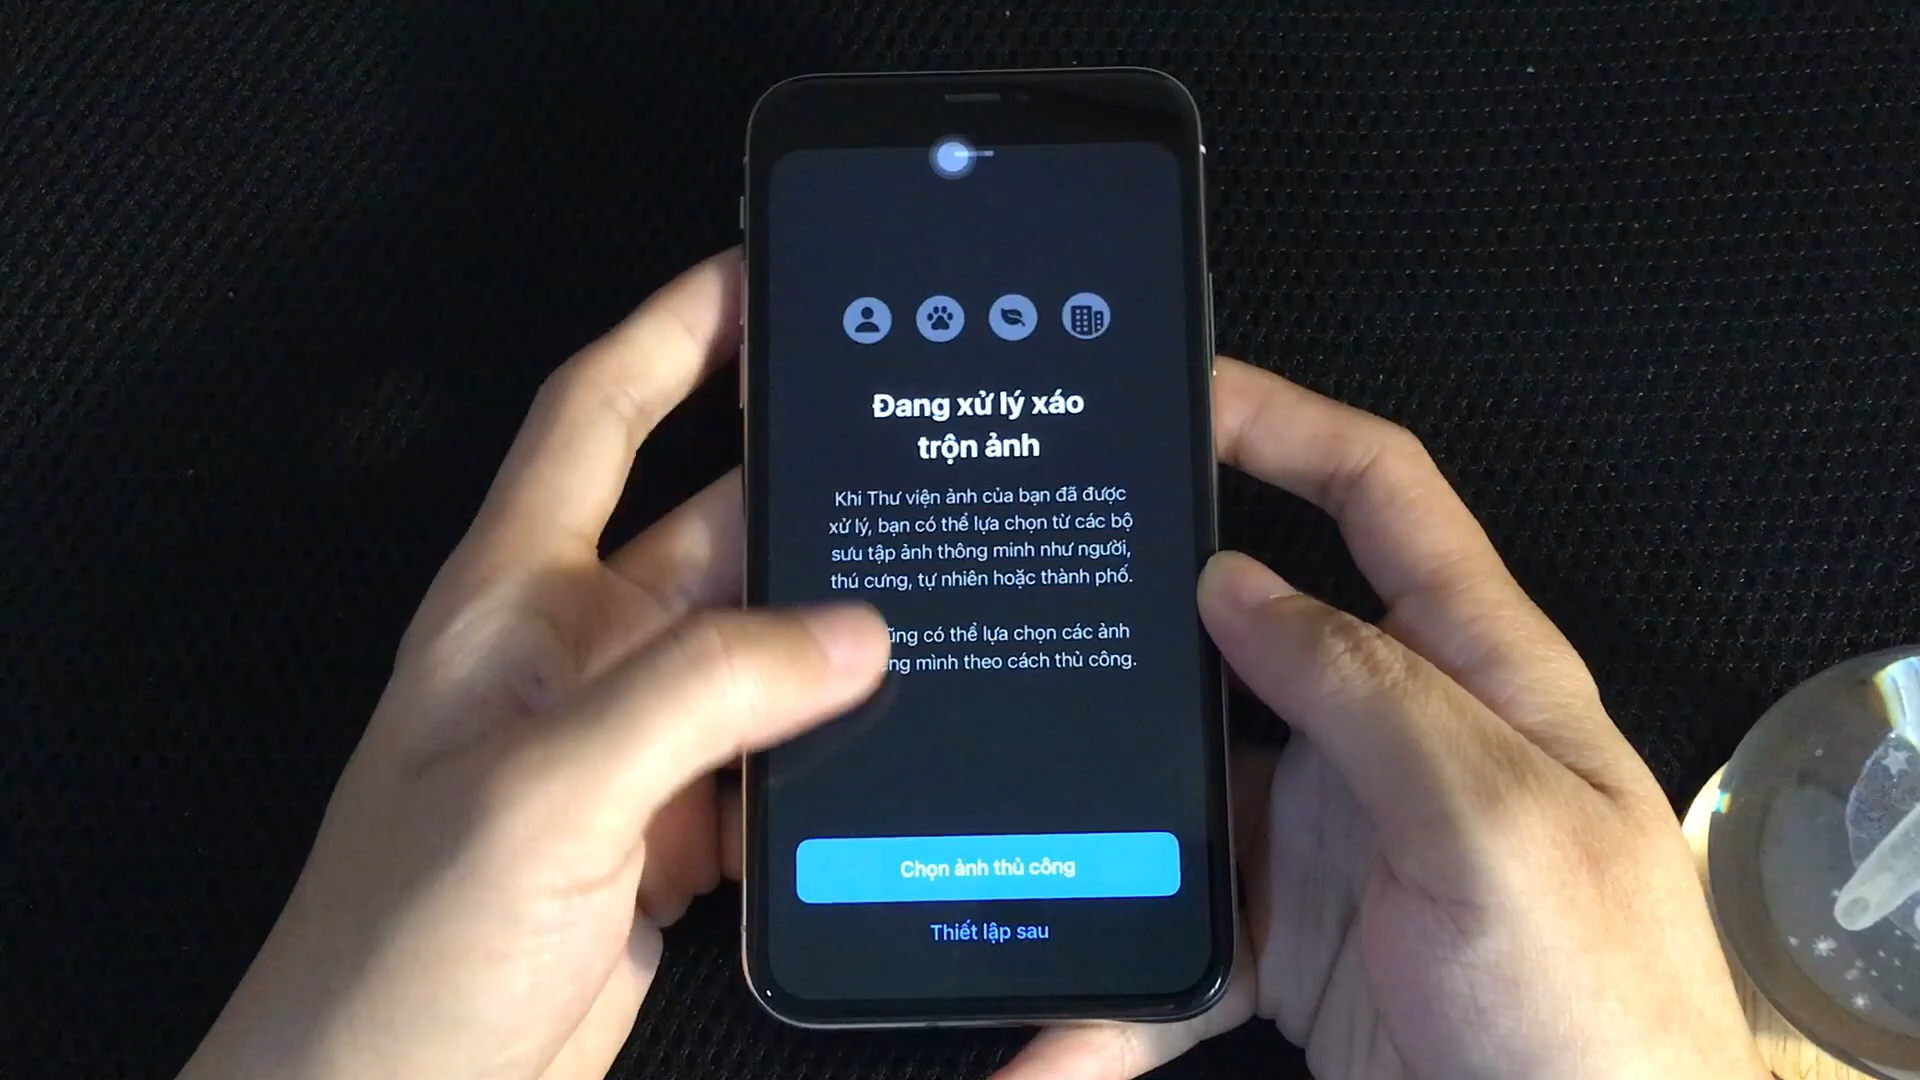 Đang xử lý xáo
trộn ảnh
Khi Thư viện ảnh của bạn đã được
xử lý, bạn có thể lựa chọn từ các bộ
sưu tập ảnh thông minh như người,
thú cưng, tự nhiên hoặc thành phố.
có thể lựa chọn các ảnh
mình theo cách thủ công.
Chọn ảnh thủ công
Thiết lập sau